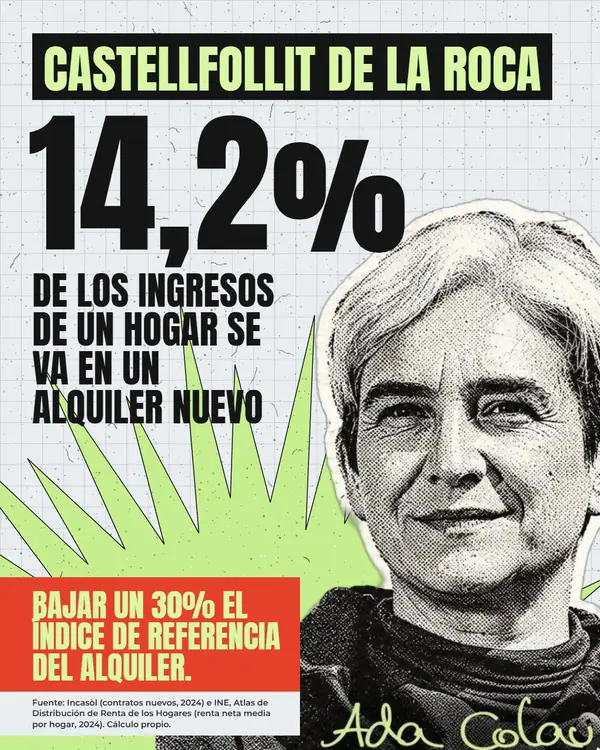 CASTELLFOLLIT DE LA ROCA
14,2%
DE LOS INGRESOS
DE UN HOGAR SE
VA EN UN
ALQUILER NUEVO
BAJAR UN 30% EL
ÍNDICE DE REFERENCIA
DEL ALQUILER.
Fuente: Incasòl (contratos nuevos, 2024) e INE, Atlas de
Distribución de Renta de los Hogares (renta neta media
por hogar, 2024). Cálculo propio.
Ada Colau